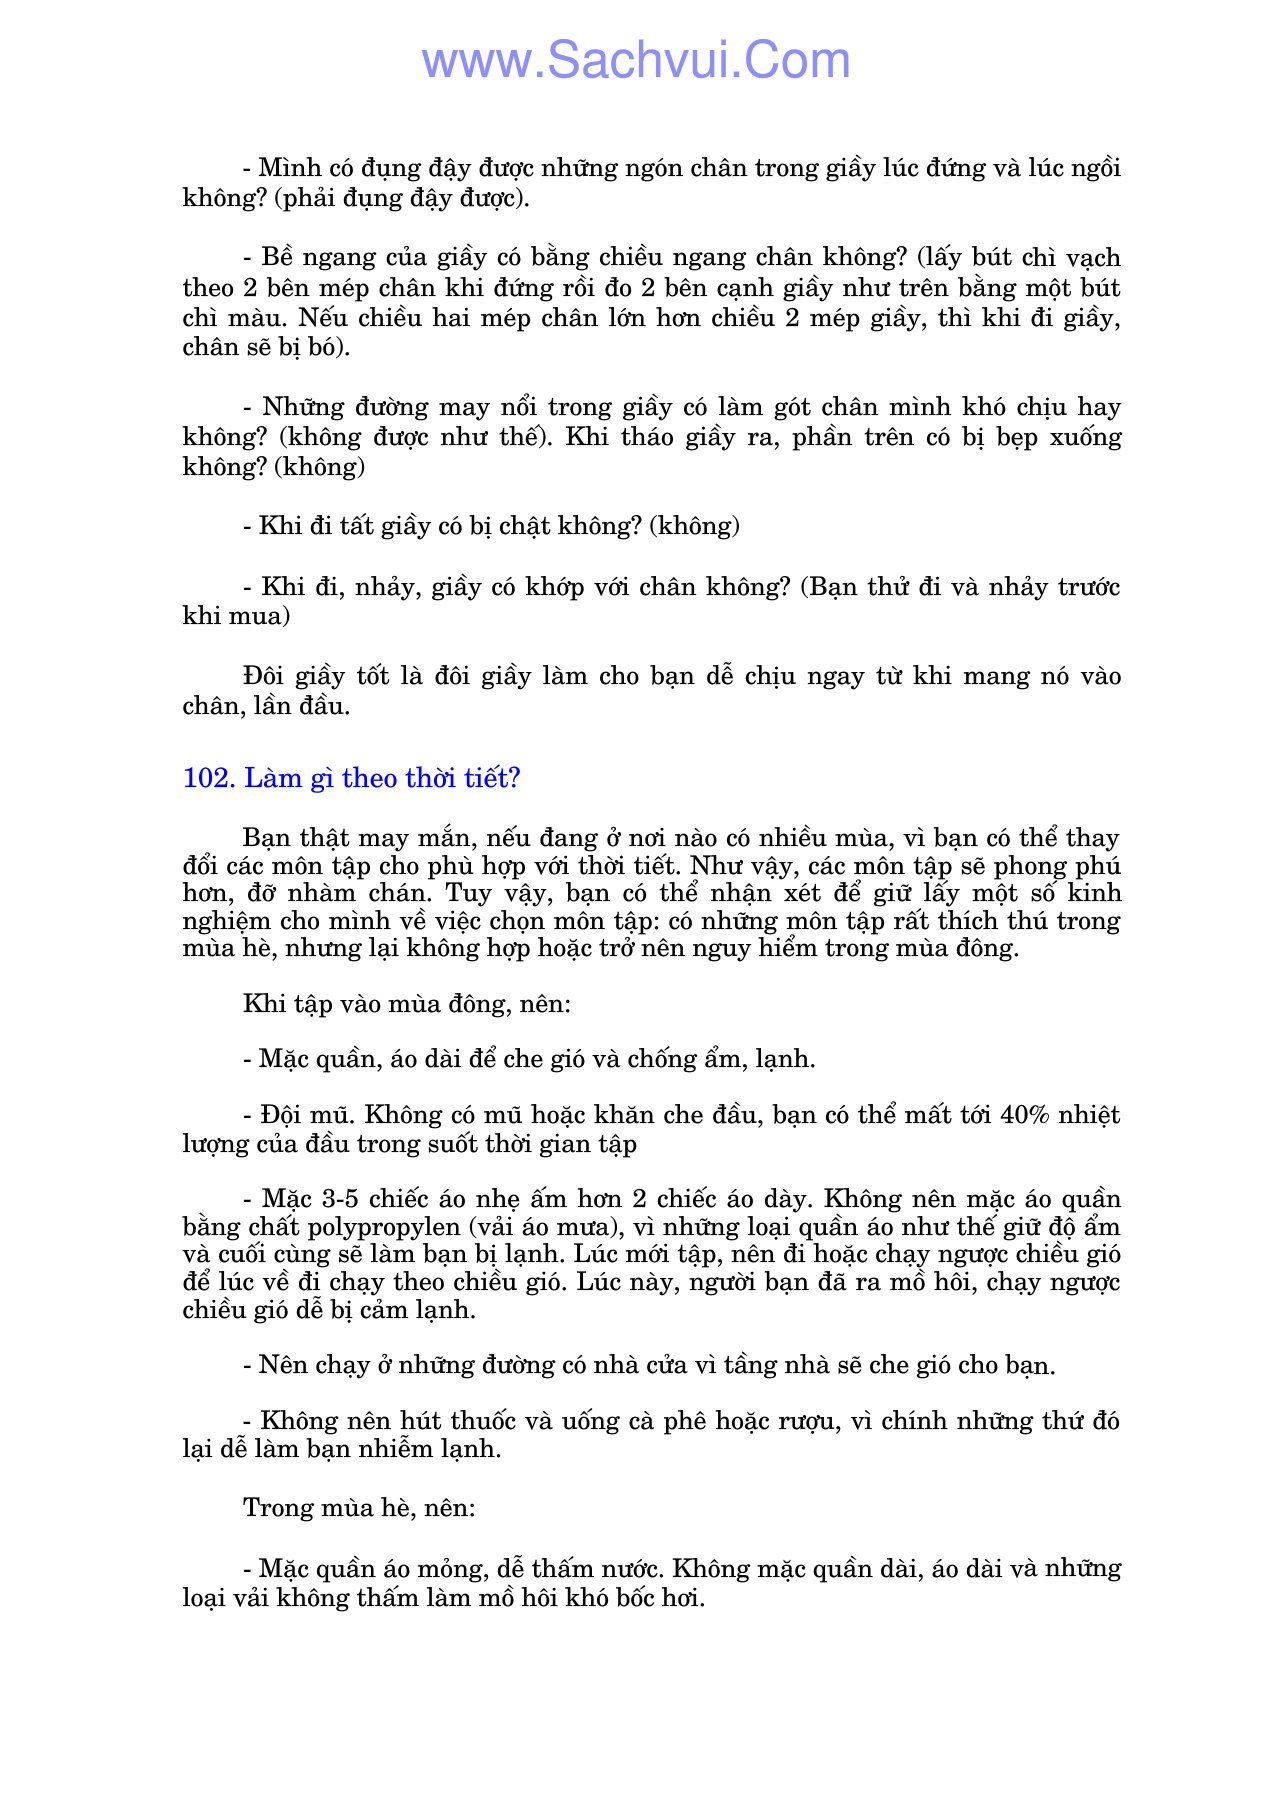 www.Sachvui.Com
- Mình có đụng đậy được những ngón chân trong giầy lúc đứng và lúc ngồi
không? (phải đụng đậy được).
- Bề ngang của giầy có bằng chiều ngang chân không? (lấy bút chì vạch
theo 2 bên mép chân khi đứng rồi đo 2 bên cạnh giầy như trên bằng một bút
chì màu. Nếu chiều hai mép chân lớn hơn chiều 2 mép giầy, thì khi đi giầy,
chân sẽ bị bó).
- Những đường may nổi trong giầy có làm gót chân mình khó chịu hay
không? (không được như thế). Khi tháo giầy ra, phần trên có bị bẹp xuống
không? (không)
- Khi đi tất giầy có bị chật không? (không)
- Khi đi, nhảy, giầy có khớp với chân không? (Bạn thử đi và nhảy trước
khi mua)
Đôi giầy tốt là đôi giầy làm cho bạn dễ chịu ngay từ khi mang nó vào
chân, lần đầu.
102. Làm gì theo thời tiết?
Bạn thật may mắn, nếu đang ở nơi nào có nhiều mùa, vì bạn có thể thay
đổi các môn tập cho phù hợp với thời tiết. Như vậy, các môn tập sẽ phong phú
hơn, đỡ nhàm chán. Tuy vậy, bạn có thể nhận xét để giữ lấy một số kinh
nghiệm cho mình về việc chọn môn tập: có những môn tập rất thích thú trong
mùa hè, nhưng lại không hợp hoặc trở nên nguy hiểm trong mùa đông.
Khi tập vào mùa đông, nên:
- Mặc quần, áo dài để che gió và chống ẩm, lạnh.
- Đội mũ. Không có mũ hoặc khăn che đầu, bạn có thể mất tới 40% nhiệt
lượng của đầu trong suốt thời gian tập
- Mặc 3-5 chiếc áo nhẹ ấm hơn 2 chiếc áo dày. Không nên mặc áo quần
bằng chất polypropylen (vải áo mưa), vì những loại quần áo như thế giữ độ ẩm
và cuối cùng sẽ làm bạn bị lạnh. Lúc mới tập, nên đi hoặc chạy ngược chiều gió
để lúc về đi chạy theo chiều gió. Lúc này, người bạn đã ra mồ hôi, chạy ngược
chiều gió dễ bị cảm lạnh.
- Nên chạy ở những đường có nhà cửa vì tầng nhà sẽ che gió cho bạn.
- Không nên hút thuốc và uống cà phê hoặc rượu, vì chính những thứ đó
lại dễ làm bạn nhiễm lạnh.
Trong mùa hè, nên:
- Mặc quần áo mỏng, dễ thấm nước. Không mặc quần dài, áo dài và những
loại vải không thấm làm mồ hôi khó bốc hơi.